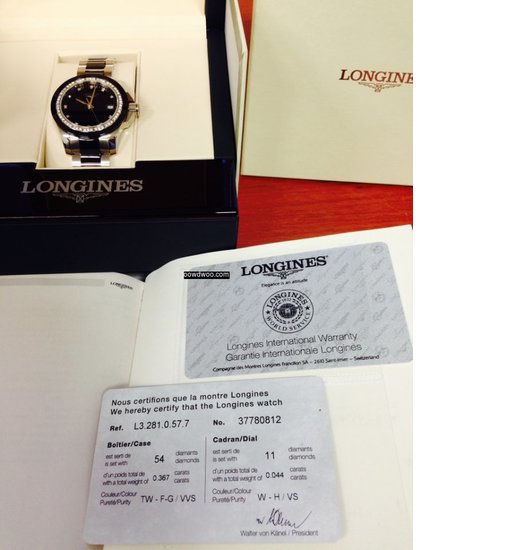 LONGINES
LONGINES
LONGINES
powdwoo.com
LONGINES
Elegance is an attitude
LONGINES
WORLD SERVICE
Longines International Warranty
Garantie Internationale Longines
Compagnie des Montres Longines Francillon SA – 2610 Saint-Imier – Switzerland
Nous certifions que la montre Longines
We hereby certify that the Longines watch
Ref. L3.281.0.57.7 No. 37780812
Boîtier/Case
est serti de
is set with 54 diamants
diamonds
d'un poids total de
with a total weight of 0.367 carats
carats
Couleur/Colour
Pureté/Purity TW - F-G / VVS
Cadran/Dial
est serti de
is set with 11 diamants
diamonds
d'un poids total de
with a total weight of 0.044 carats
carats
Couleur/Colour
Pureté/Purity W - H / VS
Walter von Känel / President